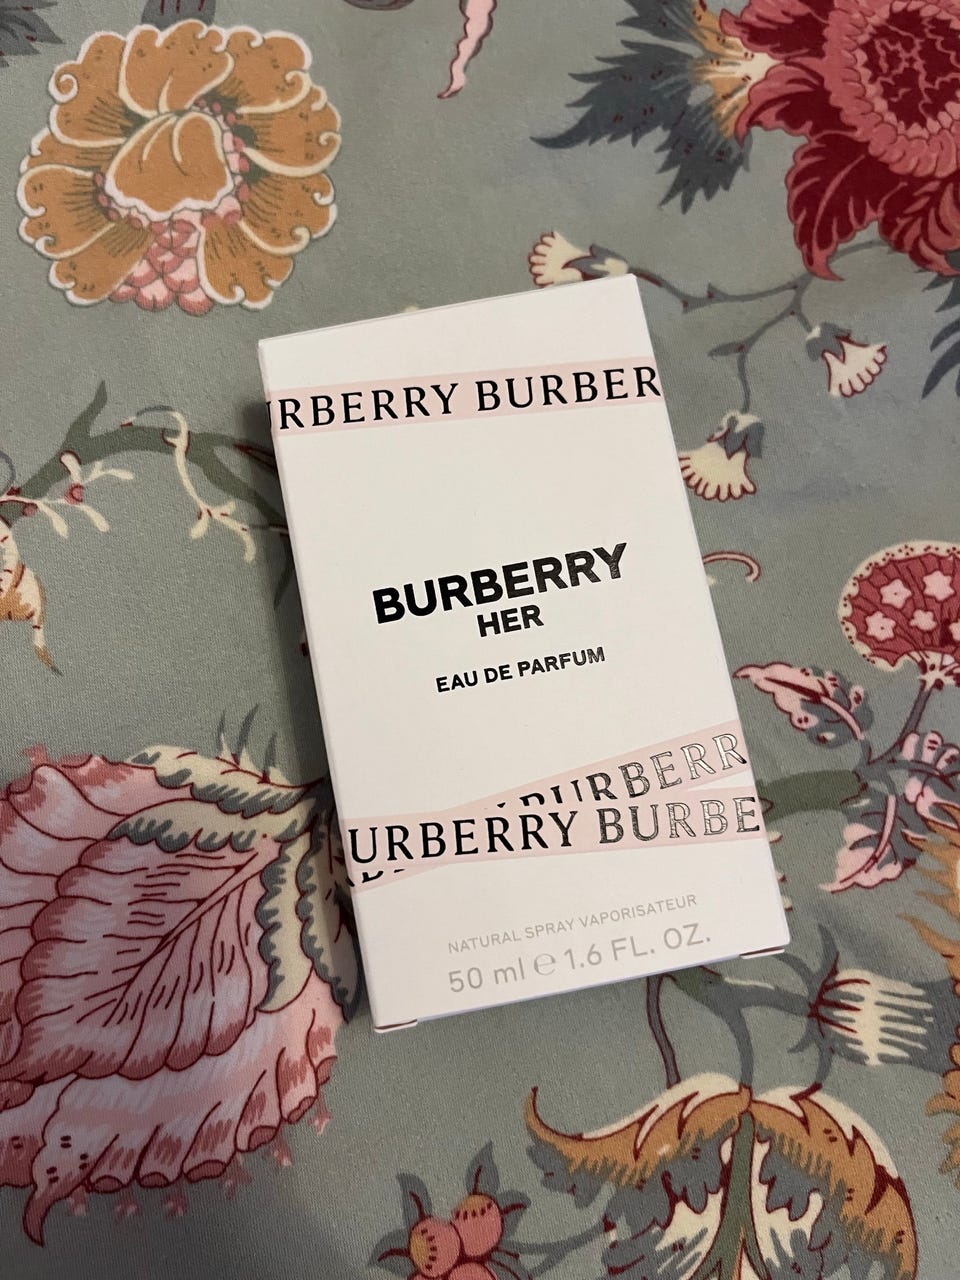 URBERRY BURBER
BURBERRY
HER
EAU DE PARFUM
BURBERR
URBERRY BURBE
NATURAL SPRAY VAPORISATEUR
50 ml ℮ 1.6 FL. OZ.